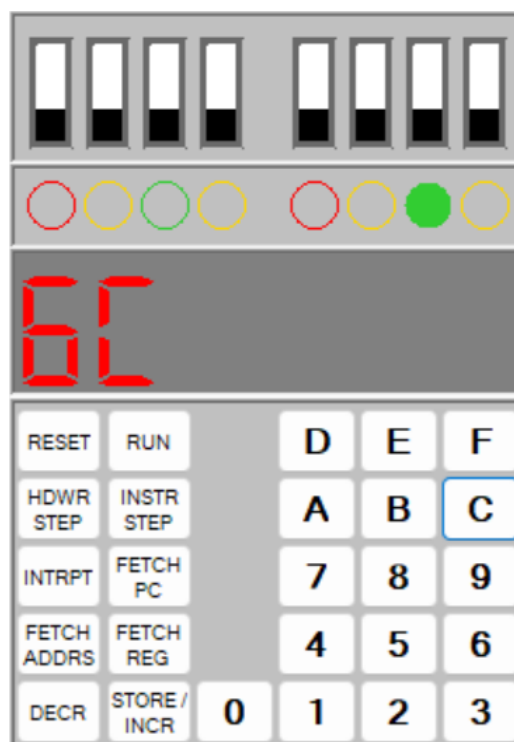 6C
RESET RUN D E F
HDWR STEP INSTR STEP A B C
INTRPT FETCH PC 7 8 9
FETCH ADDRS FETCH REG 4 5 6
DECR STORE / INCR 0 1 2 3